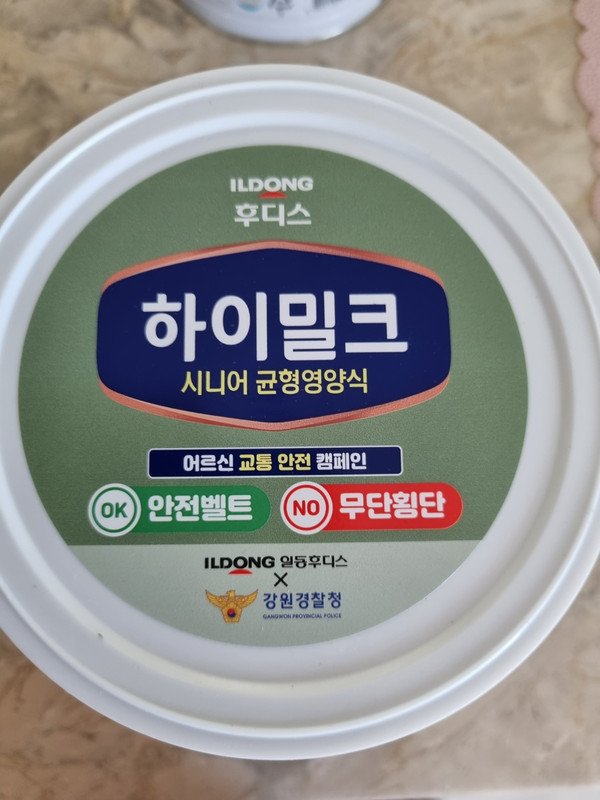 ILDONG
후디스
하이밀크
시니어 균형영양식
어르신 교통 안전 캠페인
OK 안전벨트 NO 무단횡단
ILDONG 일동후디스
×
강원경찰청
GANGWON PROVINCIAL POLICE